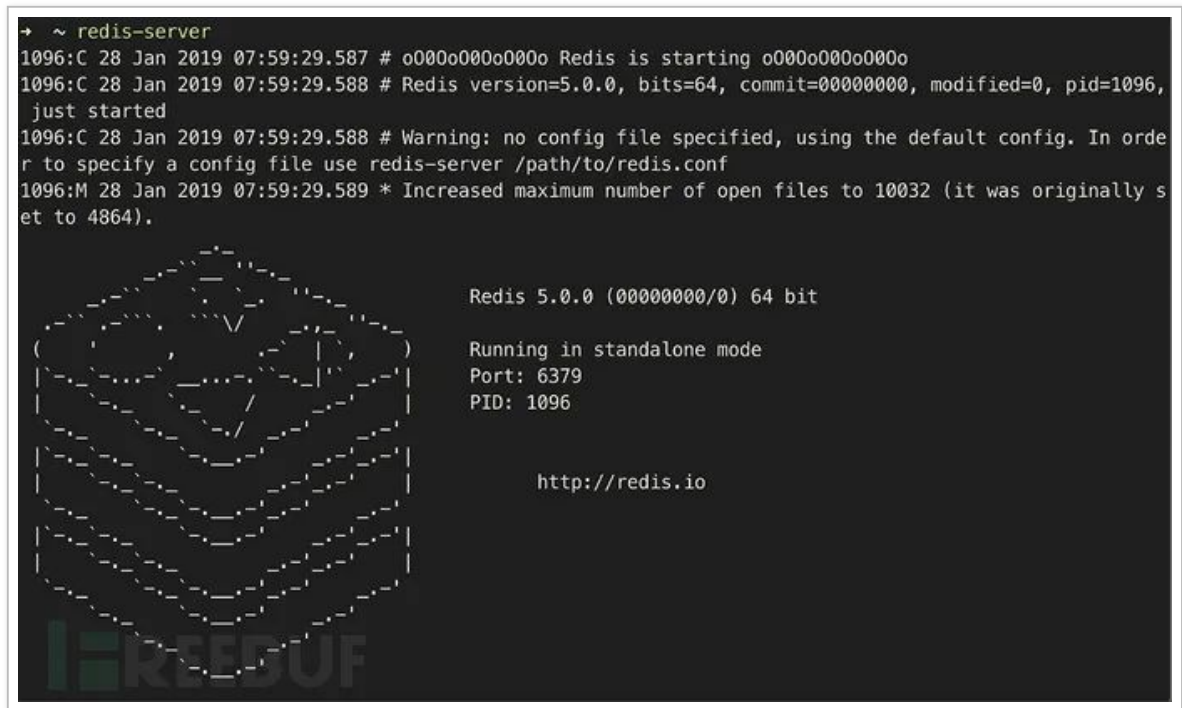 → ~ redis-server
1096:C 28 Jan 2019 07:59:29.587 # oO0OoO0OoO0Oo Redis is starting oO0OoO0OoO0Oo
1096:C 28 Jan 2019 07:59:29.588 # Redis version=5.0.0, bits=64, commit=00000000, modified=0, pid=1096,
just started
1096:C 28 Jan 2019 07:59:29.588 # Warning: no config file specified, using the default config. In orde
r to specify a config file use redis-server /path/to/redis.conf
1096:M 28 Jan 2019 07:59:29.589 * Increased maximum number of open files to 10032 (it was originally s
et to 4864).
Redis 5.0.0 (00000000/0) 64 bit
Running in standalone mode
Port: 6379
PID: 1096
http://redis.io
FREEBUF